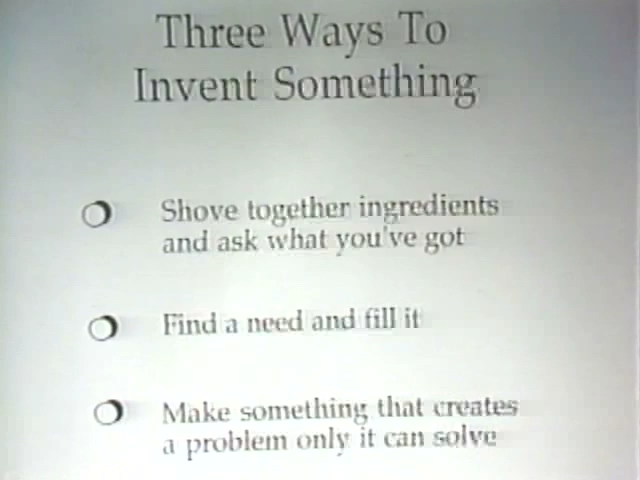 Three Ways To
Invent Something
Shove together ingredients
and ask what you've got
Find a need and fill it
Make something that creates
a problem only it can solve